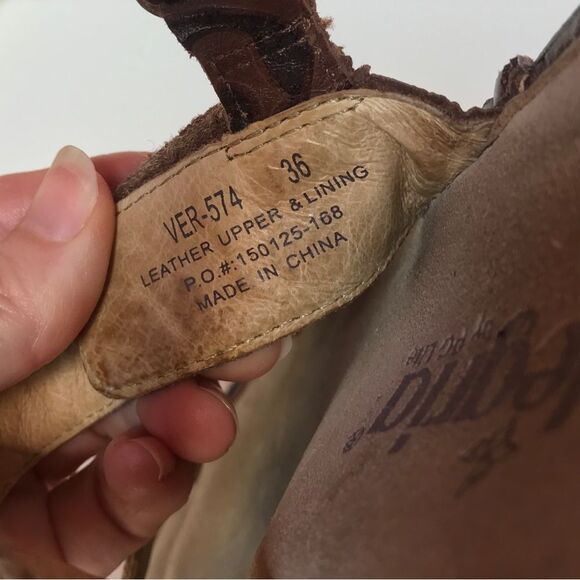 VER-574 36
LEATHER UPPER & LINING
P.O.#:150125-168
MADE IN CHINA